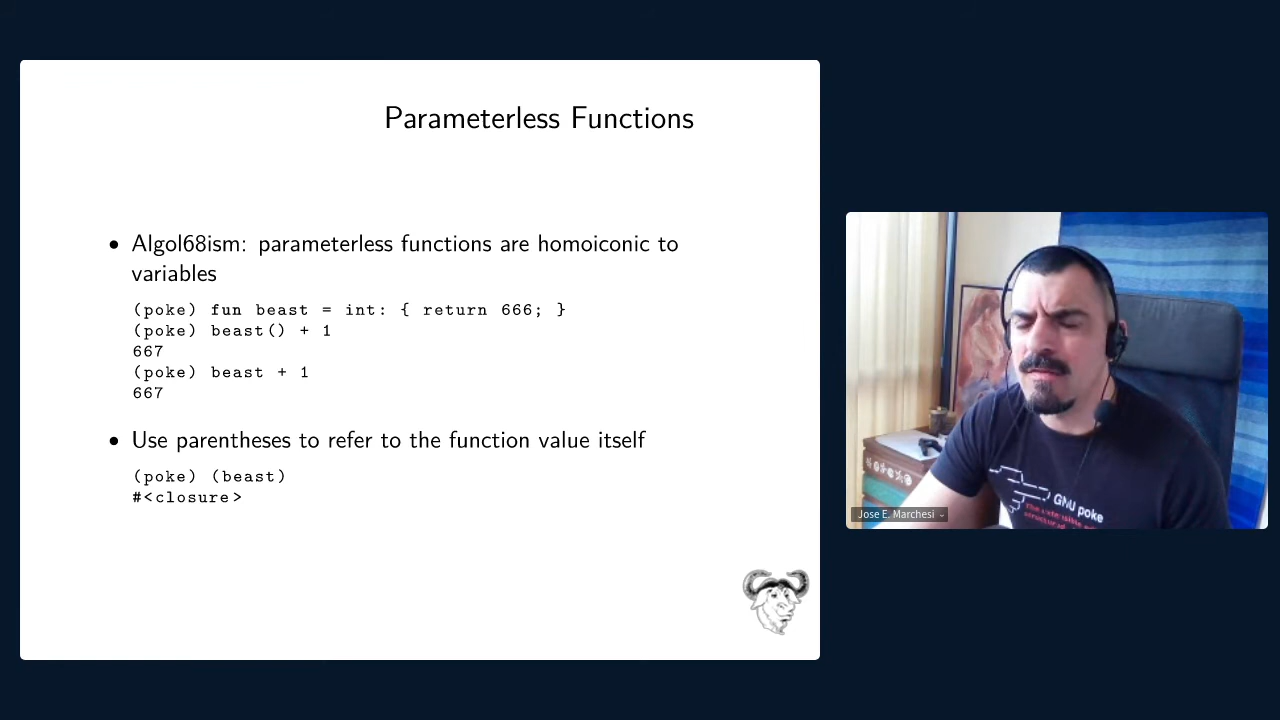 Parameterless Functions
• Algol68ism: parameterless functions are homoiconic to
variables
(poke) fun beast = int: { return 666; }
(poke) beast() + 1
667
(poke) beast + 1
667
• Use parentheses to refer to the function value itself
(poke) (beast)
#<closure>
GNU poke
The
Jose E. Marchesi